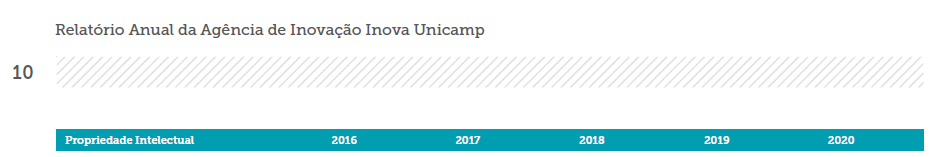 Relatório Anual da Agência de Inovação Inova Unicamp
10
Propriedade Intelectual 2016 2017 2018 2019 2020